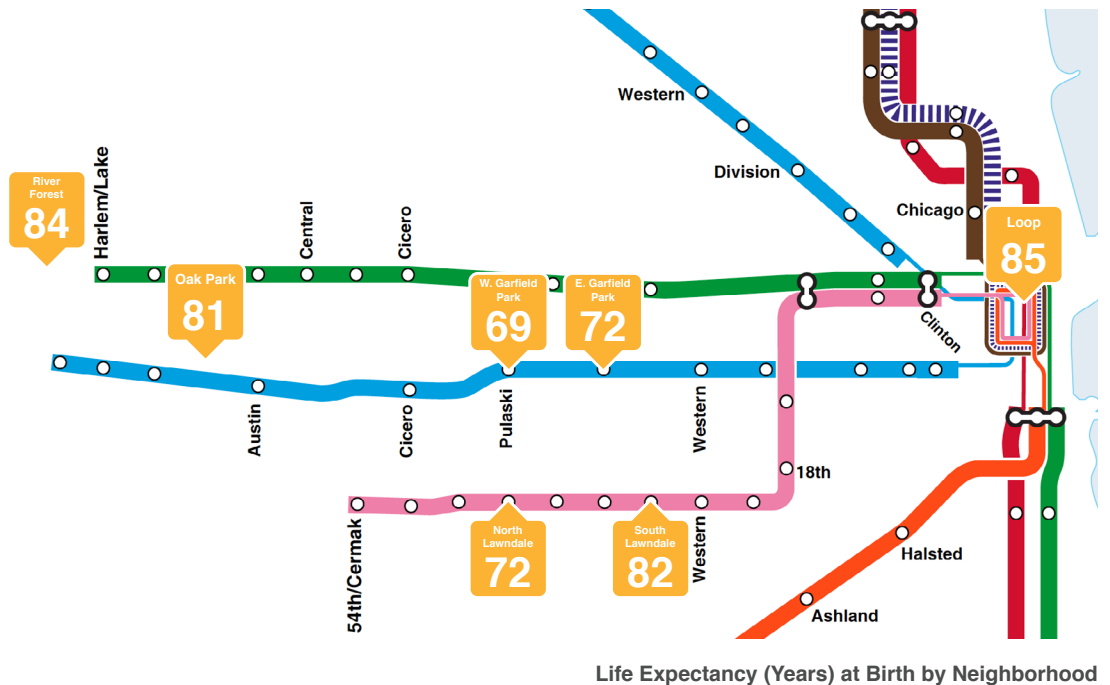 Western
Division
Chicago
River
Forest
84
Harlem/Lake
Central
Cicero
Oak Park
81
W. Garfield
Park
69
E. Garfield
Park
72
Loop
85
Clinton
Austin
Cicero
Pulaski
Western
18th
54th/Cermak
North
Lawndale
72
South
Lawndale
82
Western
Halsted
Ashland
Life Expectancy (Years) at Birth by Neighborhood